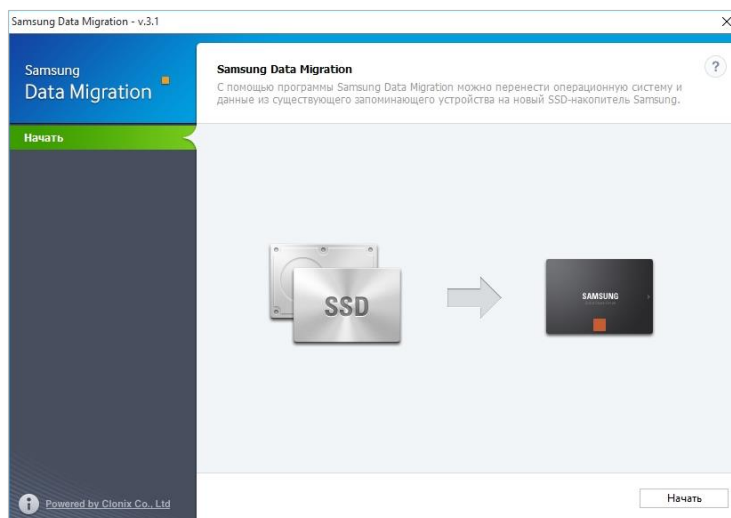 Samsung Data Migration - v.3.1
Samsung
Data Migration
Начать
Samsung Data Migration
?
С помощью программы Samsung Data Migration можно перенести операционную систему и
данные из существующего запоминающего устройства на новый SSD-накопитель Samsung.
SSD
SAMSUNG
Powered by Clonix Co., Ltd
Начать